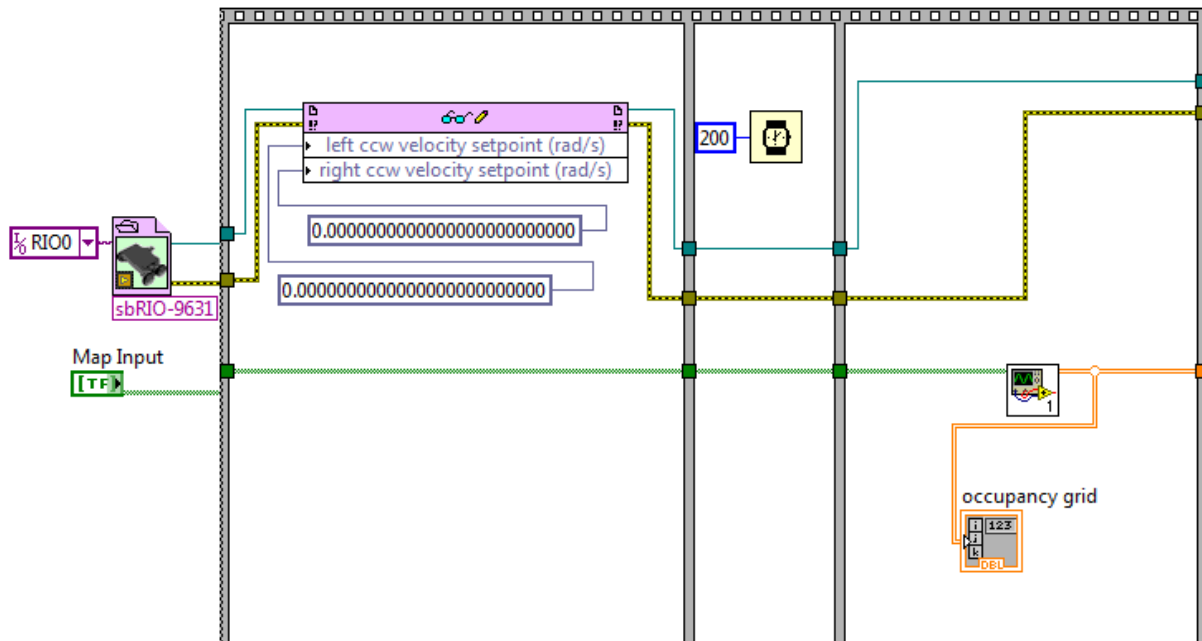 left ccw velocity setpoint (rad/s)
right ccw velocity setpoint (rad/s)
200
0.0000000000000000000000000
I/O RIO0
0.0000000000000000000000000
sbRIO-9631
Map Input
[TF]
1
occupancy grid
i 123
j
k
DBL